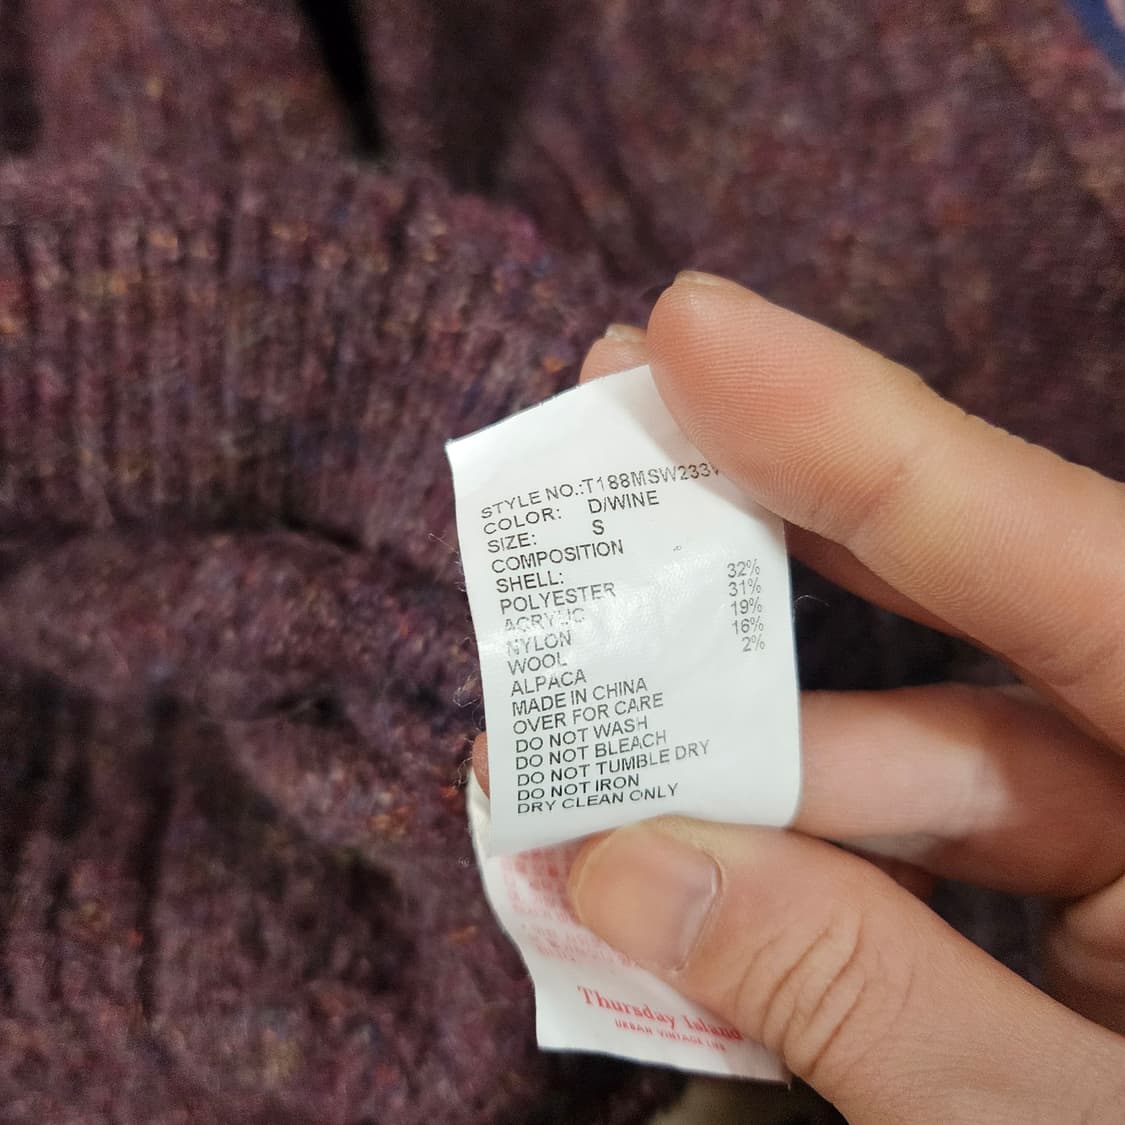 STYLE NO.:T188MSW233
COLOR: D/WINE
SIZE: S
COMPOSITION
SHELL:
POLYESTER 32%
ACRYLIC 31%
NYLON 19%
WOOL 16%
ALPACA 2%
MADE IN CHINA
OVER FOR CARE
DO NOT WASH
DO NOT BLEACH
DO NOT TUMBLE DRY
DO NOT IRON
DRY CLEAN ONLY
Thursday island
URBAN VINTAGE LIFE